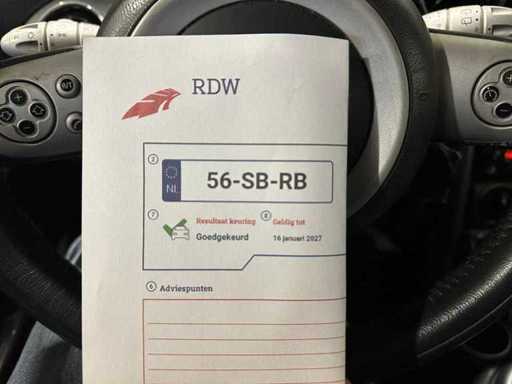 RDW
2
NL
56-SB-RB
7 Resultaat keuring 8 Geldig tot
Goedgekeurd 16 januari 2027
6 Adviespunten